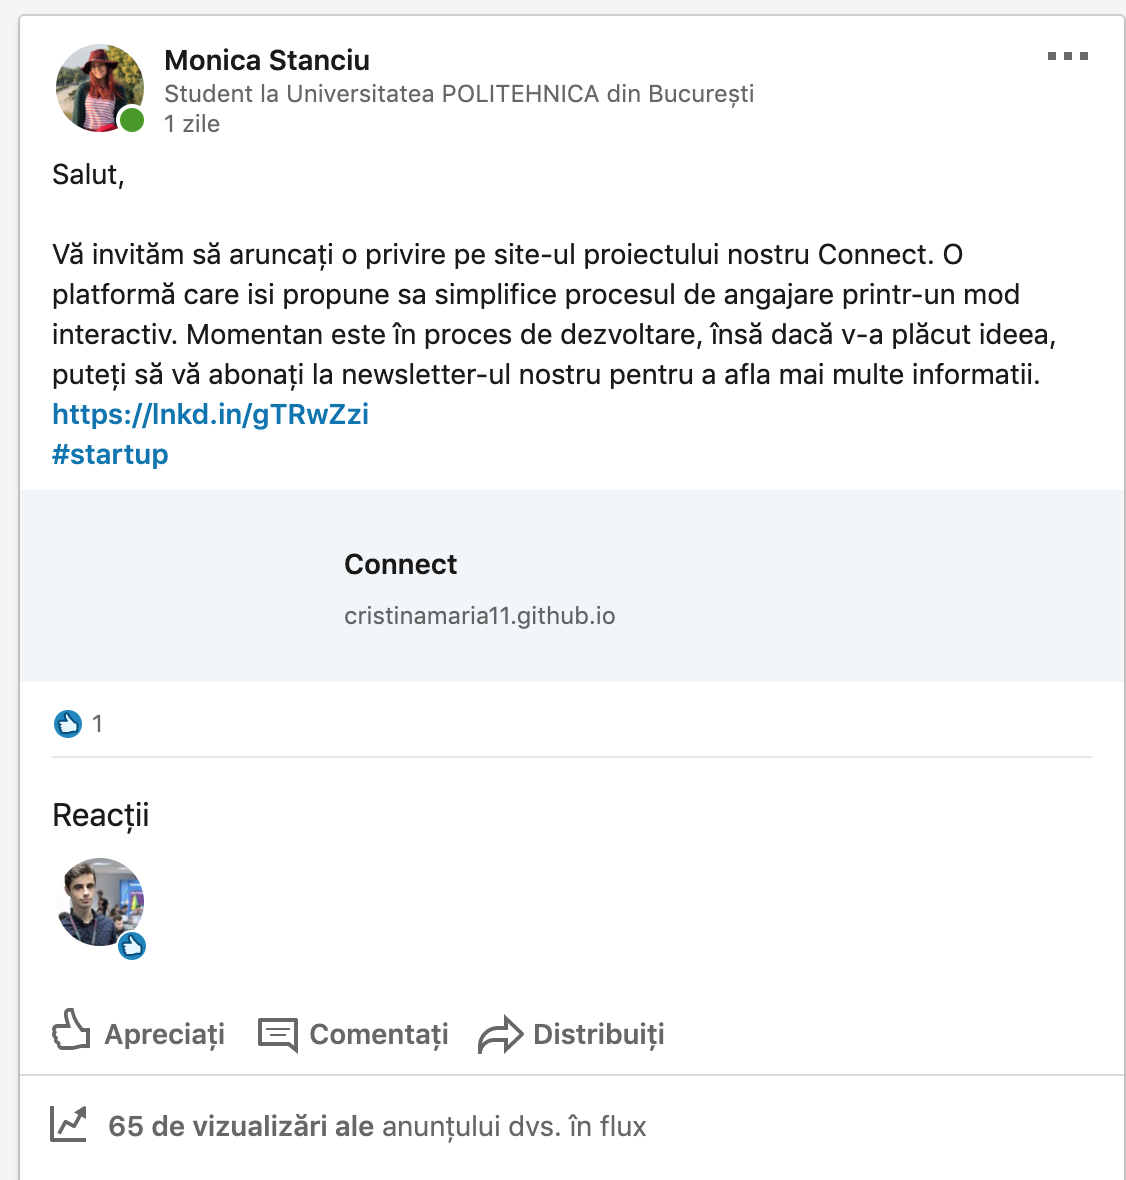 Monica Stanciu
Student la Universitatea POLITEHNICA din București
1 zile
Salut,
Vă invităm să aruncați o privire pe site-ul proiectului nostru Connect. O
platformă care isi propune sa simplifice procesul de angajare printr-un mod
interactiv. Momentan este în proces de dezvoltare, însă dacă v-a plăcut ideea,
puteți să vă abonați la newsletter-ul nostru pentru a afla mai multe informatii.
https://lnkd.in/gTRwZzi
#startup
Connect
cristinamaria11.github.io
1
Reacții
Apreciați Comentați Distribuiți
65 de vizualizări ale anunțului dvs. în flux